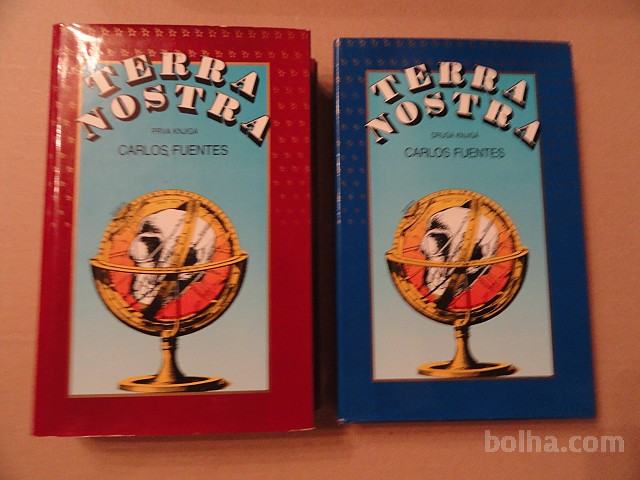 TERRA
NOSTRA
PRVA KNJIGA
CARLOS FUENTES
TERRA
NOSTRA
DRUGA KNJIGA
CARLOS FUENTES
bolha.com